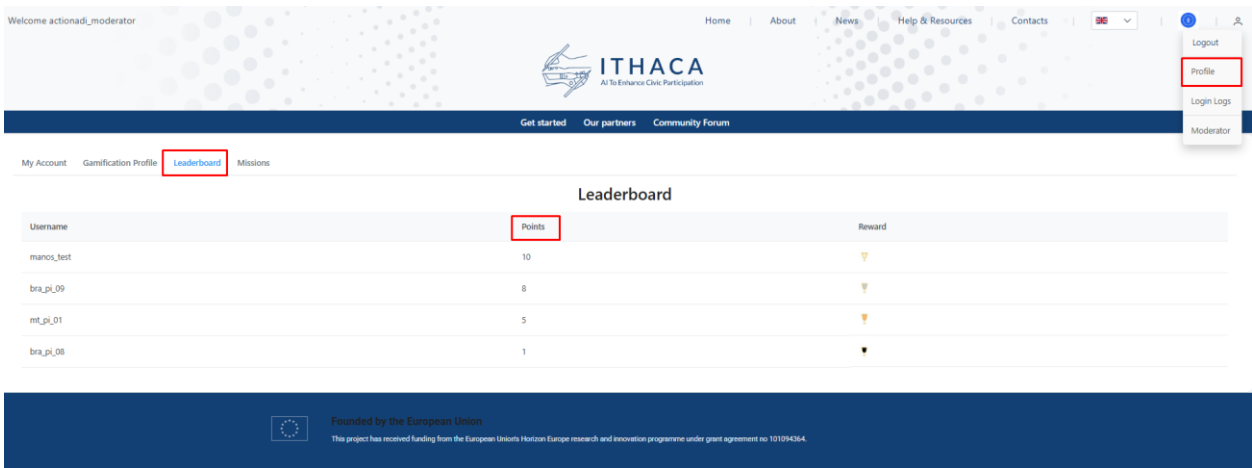 Welcome actionadi_moderator
Home About News Help & Resources Contacts
Logout
Profile
Login Logs
Moderator
ITHACA
AI To Enhance Civic Participation
Get started Our partners Community Forum
My Account Gamification Profile Leaderboard Missions
Leaderboard
Username Points Reward
manos_test 10
bra_pi_09 8
mt_pi_01 5
bra_pi_08 1
Founded by the European Union
This project has received funding from the European Union's Horizon Europe research and innovation programme under grant agreement no 101094364.